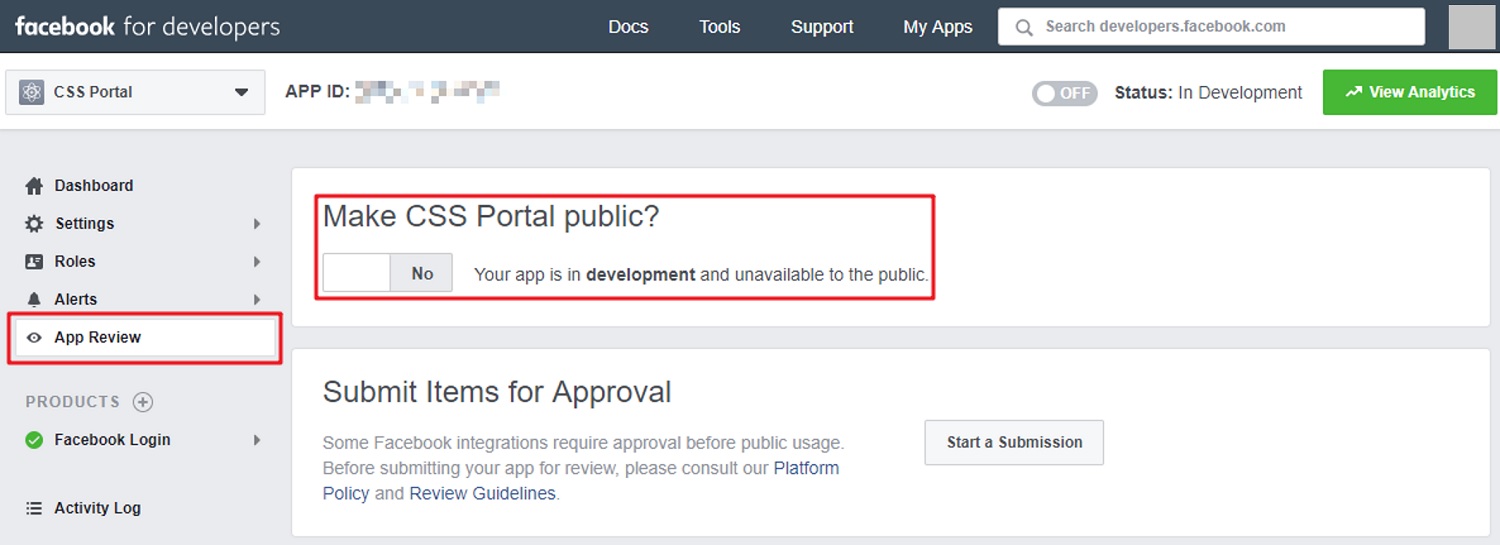 facebook for developers
Docs
Tools
Support
My Apps
Search developers.facebook.com
CSS Portal
APP ID:
OFF
Status: In Development
View Analytics
Dashboard
Settings
Roles
Alerts
App Review
PRODUCTS
Facebook Login
Activity Log
Make CSS Portal public?
No
Your app is in development and unavailable to the public.
Submit Items for Approval
Some Facebook integrations require approval before public usage.
Before submitting your app for review, please consult our Platform
Policy and Review Guidelines.
Start a Submission